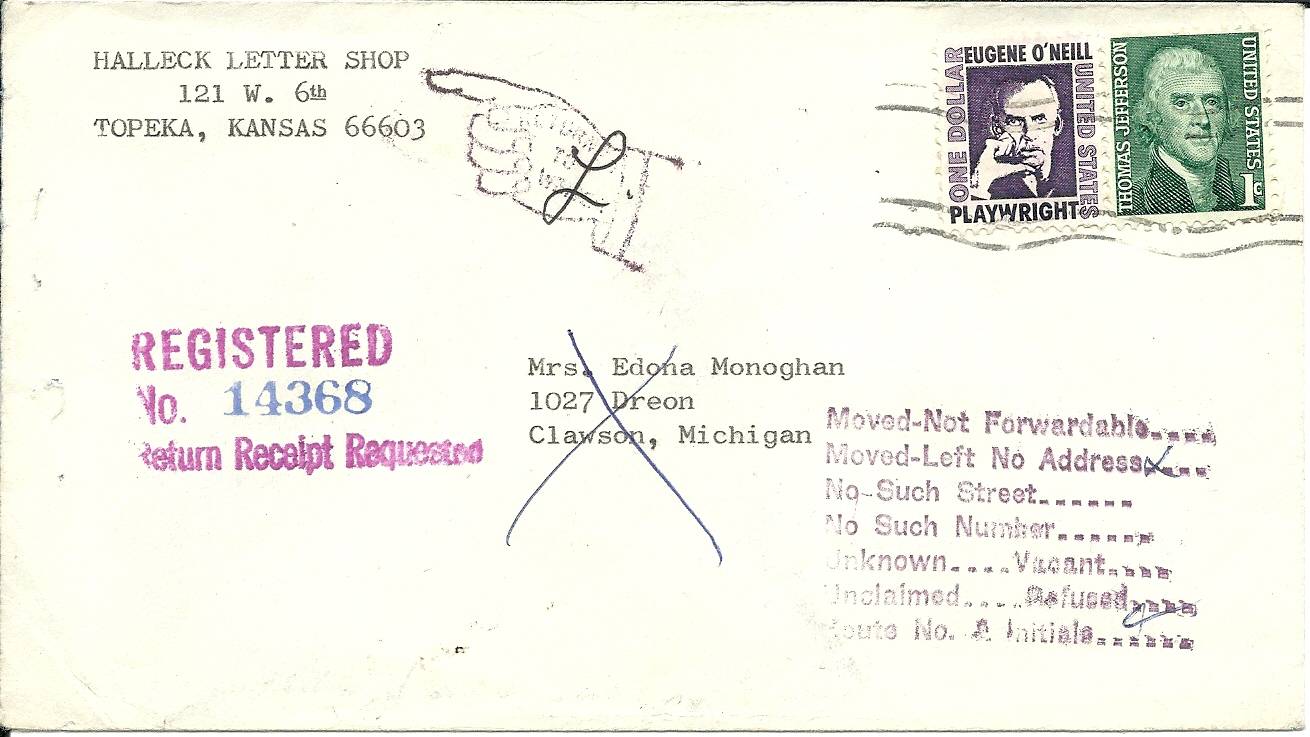 HALLECK LETTER SHOP
121 W. 6th
TOPEKA, KANSAS 66603
RETURN
TO
EUGENE O'NEILL
ONE DOLLAR
UNITED STATES
PLAYWRIGHT
THOMAS JEFFERSON
UNITED STATES
1c
REGISTERED
No. 14368
Return Receipt Requested
Mrs. Edona Monoghan
1027 Dreon
Clawson, Michigan
Moved-Not Forwardable....
Moved-Left No Address....
No Such Street......
No Such Number......
Unknown....Vacant....
Unclaimed....Refused....
Route No. & Initials......